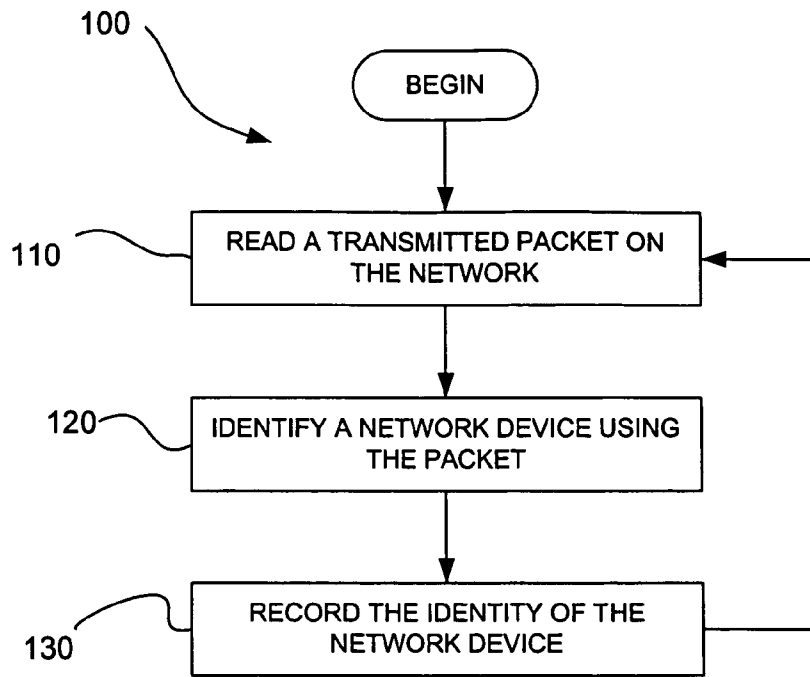 100
BEGIN
110
READ A TRANSMITTED PACKET ON
THE NETWORK
120
IDENTIFY A NETWORK DEVICE USING
THE PACKET
130
RECORD THE IDENTITY OF THE
NETWORK DEVICE